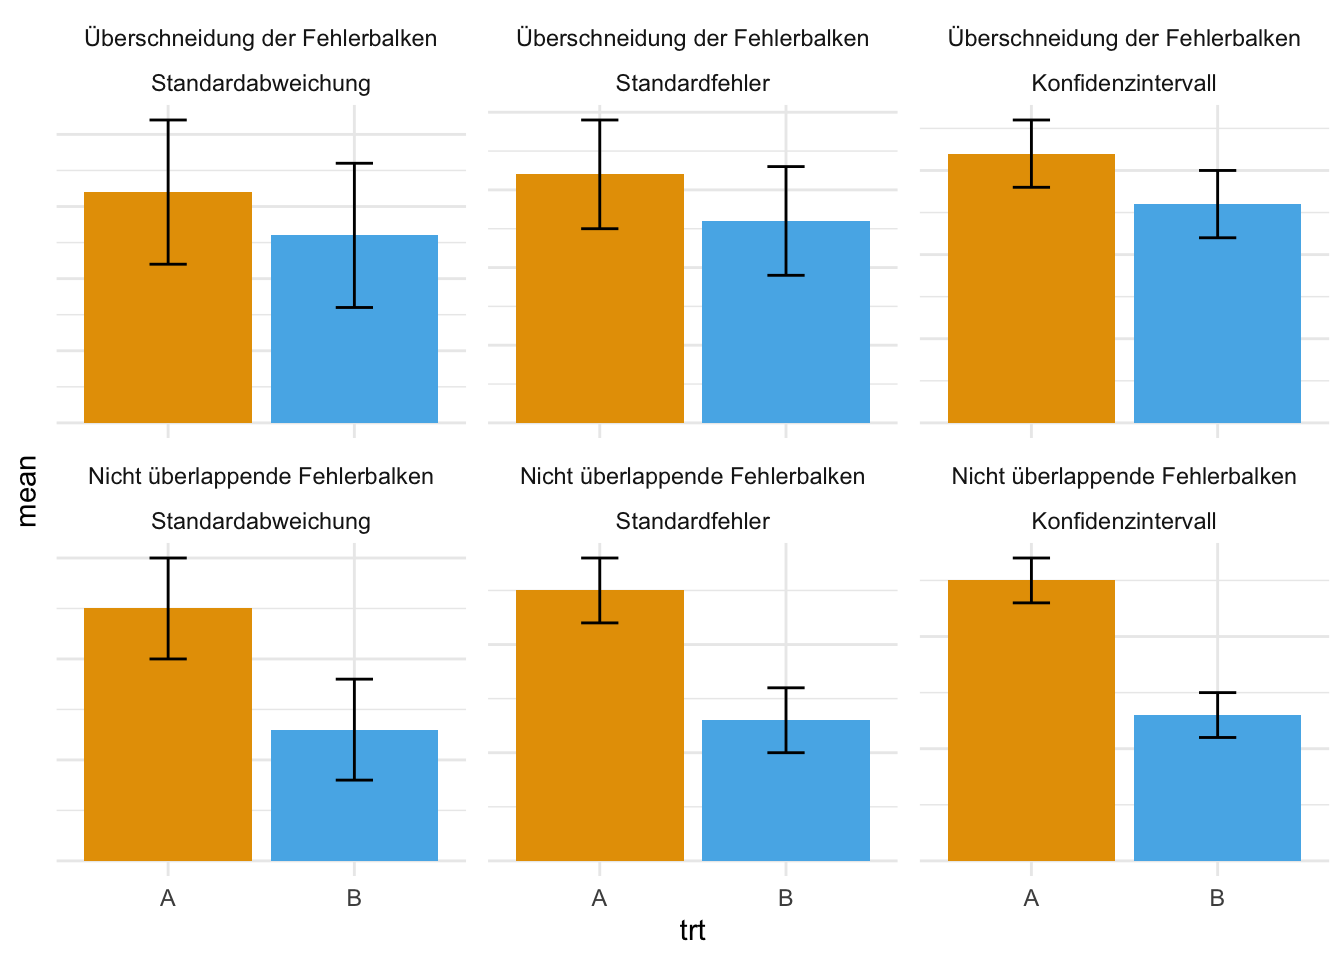 Überschneidung der Fehlerbalken
Standardabweichung
Überschneidung der Fehlerbalken
Standardfehler
Überschneidung der Fehlerbalken
Konfidenzintervall
Nicht überlappende Fehlerbalken
Standardabweichung
Nicht überlappende Fehlerbalken
Standardfehler
Nicht überlappende Fehlerbalken
Konfidenzintervall
mean
A B A B A B
trt